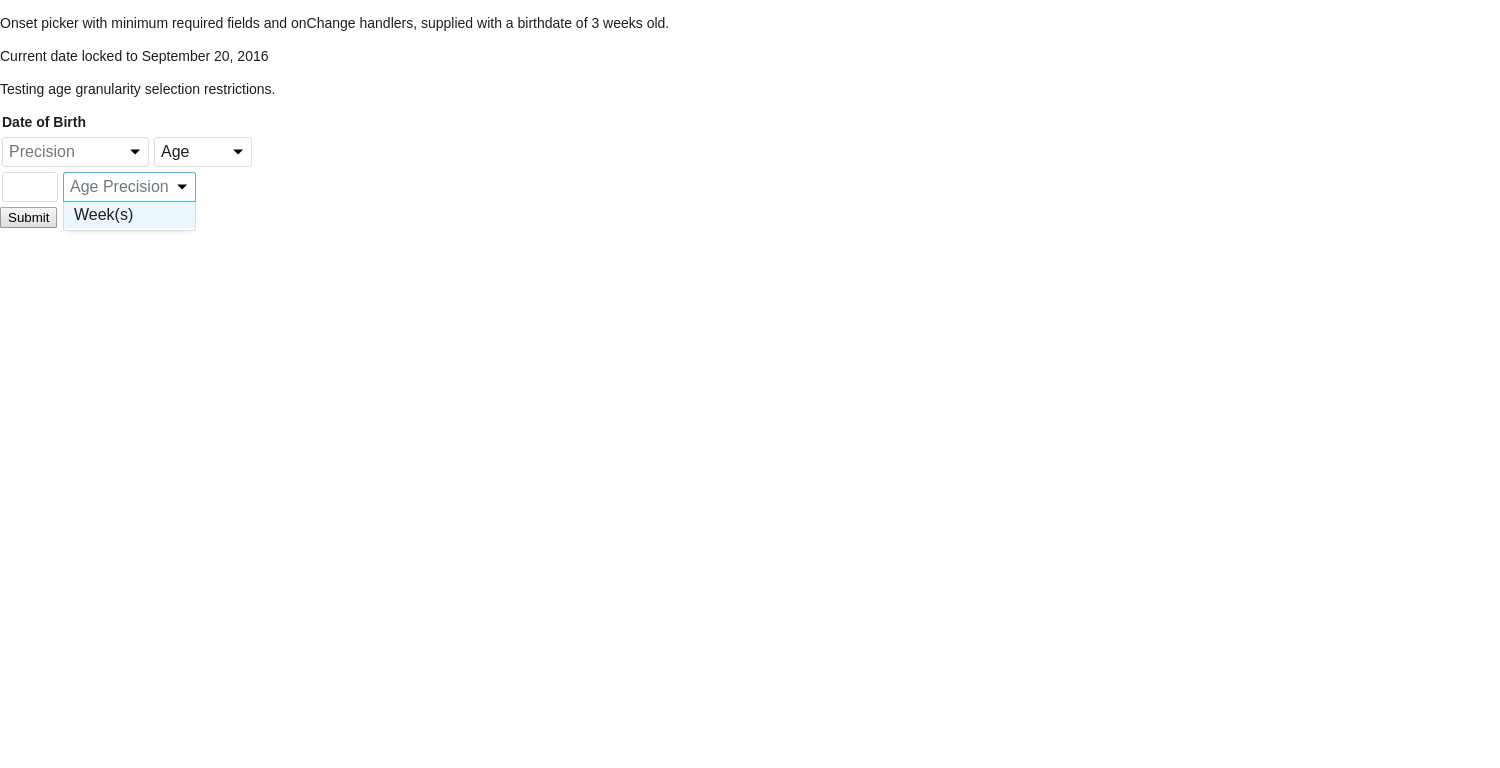 Onset picker with minimum required fields and onChange handlers, supplied with a birthdate of 3 weeks old.
Current date locked to September 20, 2016
Testing age granularity selection restrictions.
Date of Birth
Precision Age
Age Precision
Week(s)
Submit